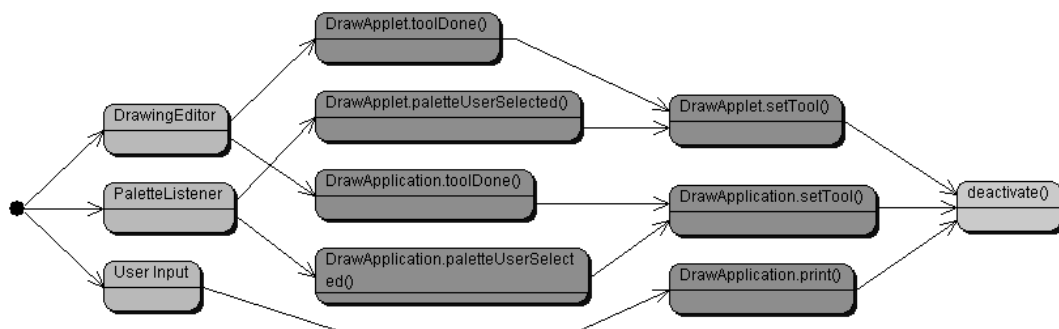 DrawApplet.toolDone()
DrawApplet.paletteUserSelected()
DrawApplet.setTool()
DrawingEditor
DrawApplication.toolDone()
PaletteListener
DrawApplication.setTool()
deactivate()
DrawApplication.paletteUserSelect
ed()
User Input
DrawApplication.print()